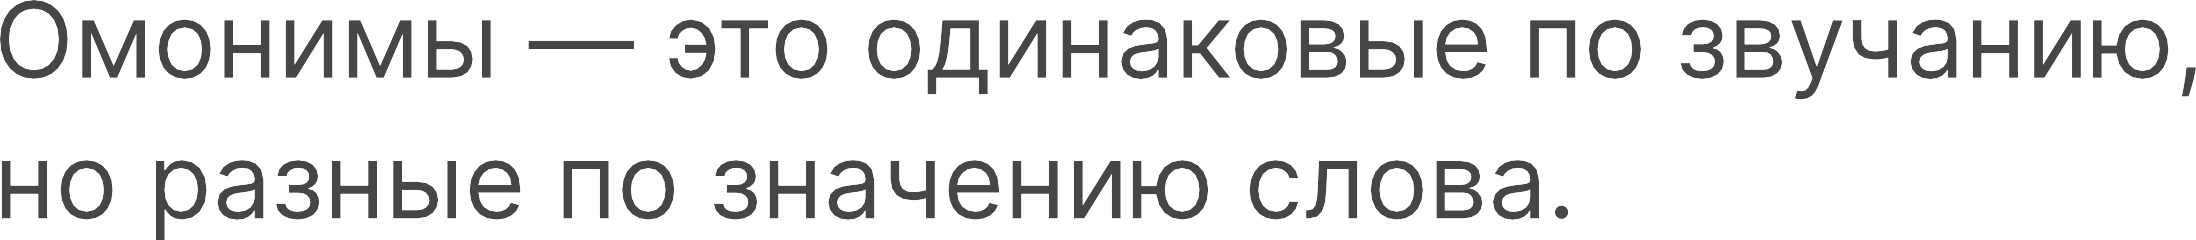 Омонимы — это одинаковые по звучанию,
но разные по значению слова.